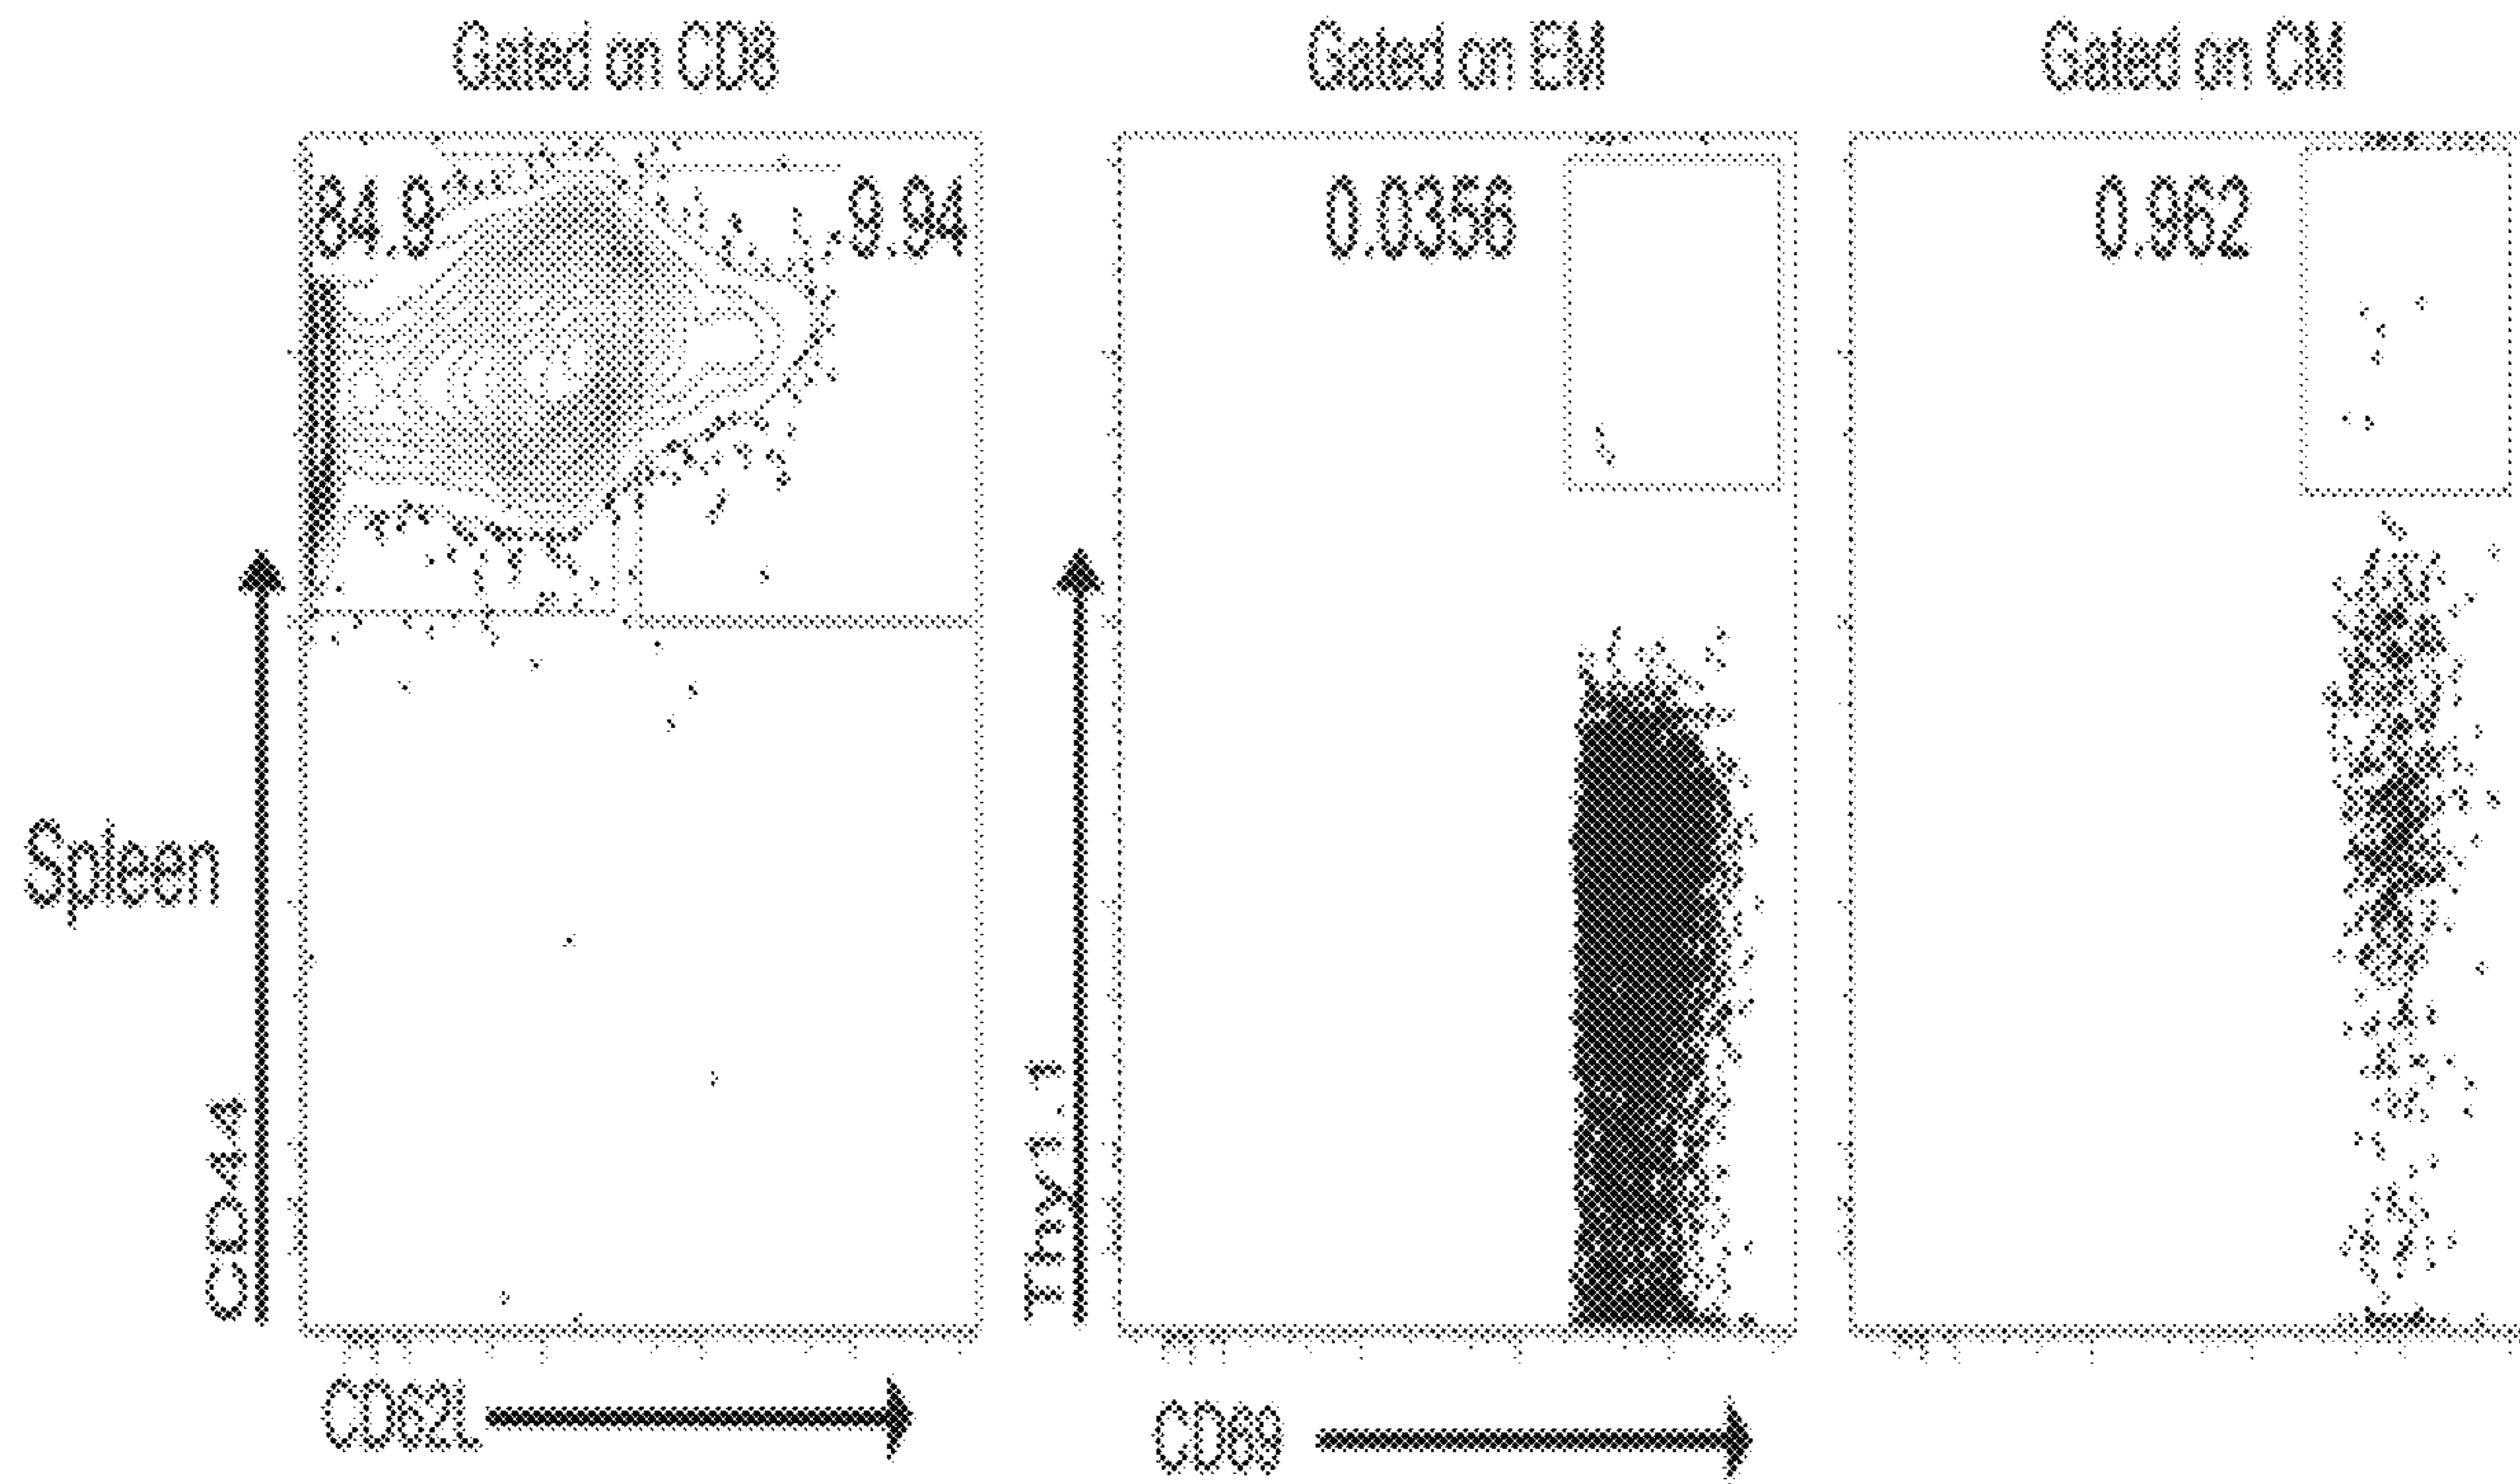 Gated on CD8
Gated on EM
Gated on CM
84.9
9.94
0.0356
0.962
Spleen
CD44
Thy1.1
CD62L
CD69